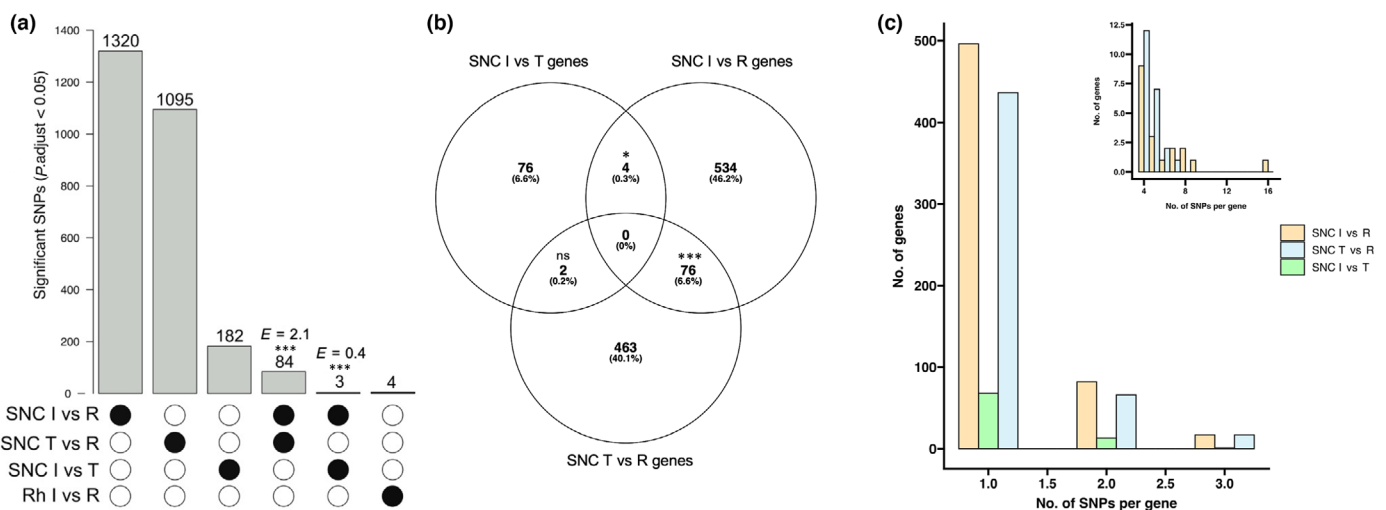 (a)
Significant SNPs (P.adjust < 0.05)
1400
1200
1000
800
600
400
200
0
1320
1095
182
E = 2.1
***
84
E = 0.4
***
3
4
SNC I vs R
SNC T vs R
SNC I vs T
Rh I vs R
(b)
SNC I vs T genes
SNC I vs R genes
76
(6.6%)
*
4
(0.3%)
534
(46.2%)
0
(0%)
ns
2
(0.2%)
***
76
(6.6%)
463
(40.1%)
SNC T vs R genes
(c)
No. of genes
500
400
300
200
100
0
1.0
1.5
2.0
2.5
3.0
No. of SNPs per gene
No. of genes
12.5
10.0
7.5
5.0
2.5
0.0
4
8
12
16
No. of SNPs per gene
SNC I vs R
SNC T vs R
SNC I vs T